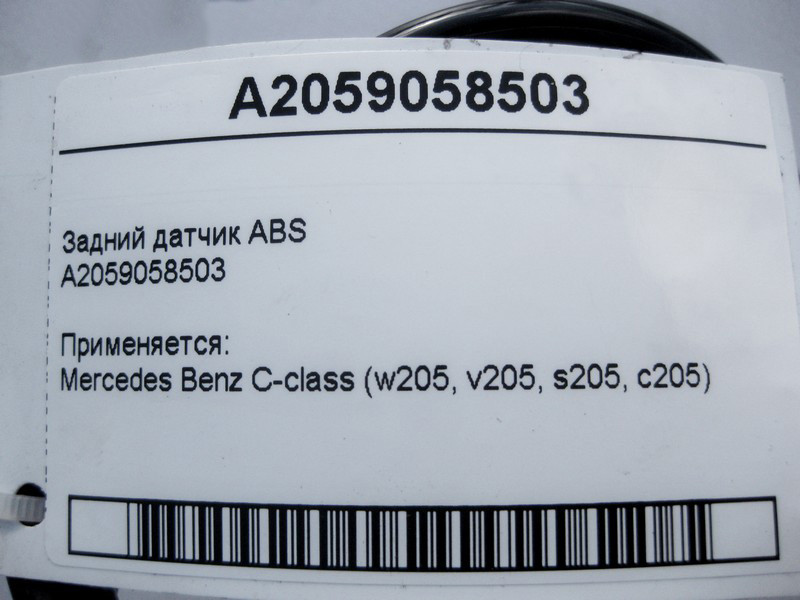 A2059058503
Задний датчик ABS
A2059058503
Применяется:
Mercedes Benz C-class (w205, v205, s205, c205)